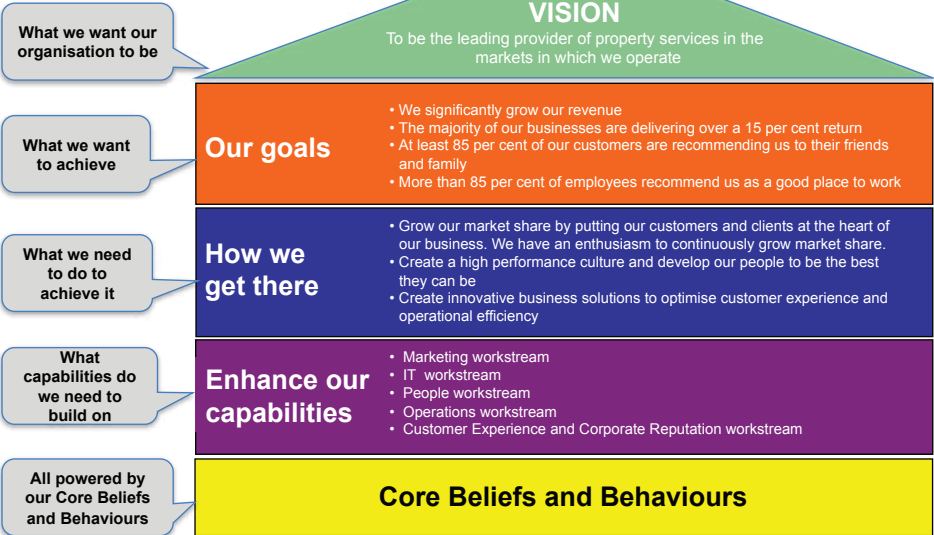 What we want our
organisation to be
VISION
To be the leading provider of property services in the
markets in which we operate
What we want
to achieve
Our goals
• We significantly grow our revenue
• The majority of our businesses are delivering over a 15 per cent return
• At least 85 per cent of our customers are recommending us to their friends
and family
• More than 85 per cent of employees recommend us as a good place to work
What we need
to do to
achieve it
How we
get there
• Grow our market share by putting our customers and clients at the heart of
our business. We have an enthusiasm to continuously grow market share.
• Create a high performance culture and develop our people to be the best
they can be
• Create innovative business solutions to optimise customer experience and
operational efficiency
What
capabilities do
we need to
build on
Enhance our
capabilities
• Marketing workstream
• IT workstream
• People workstream
• Operations workstream
• Customer Experience and Corporate Reputation workstream
All powered by
our Core Beliefs
and Behaviours
Core Beliefs and Behaviours